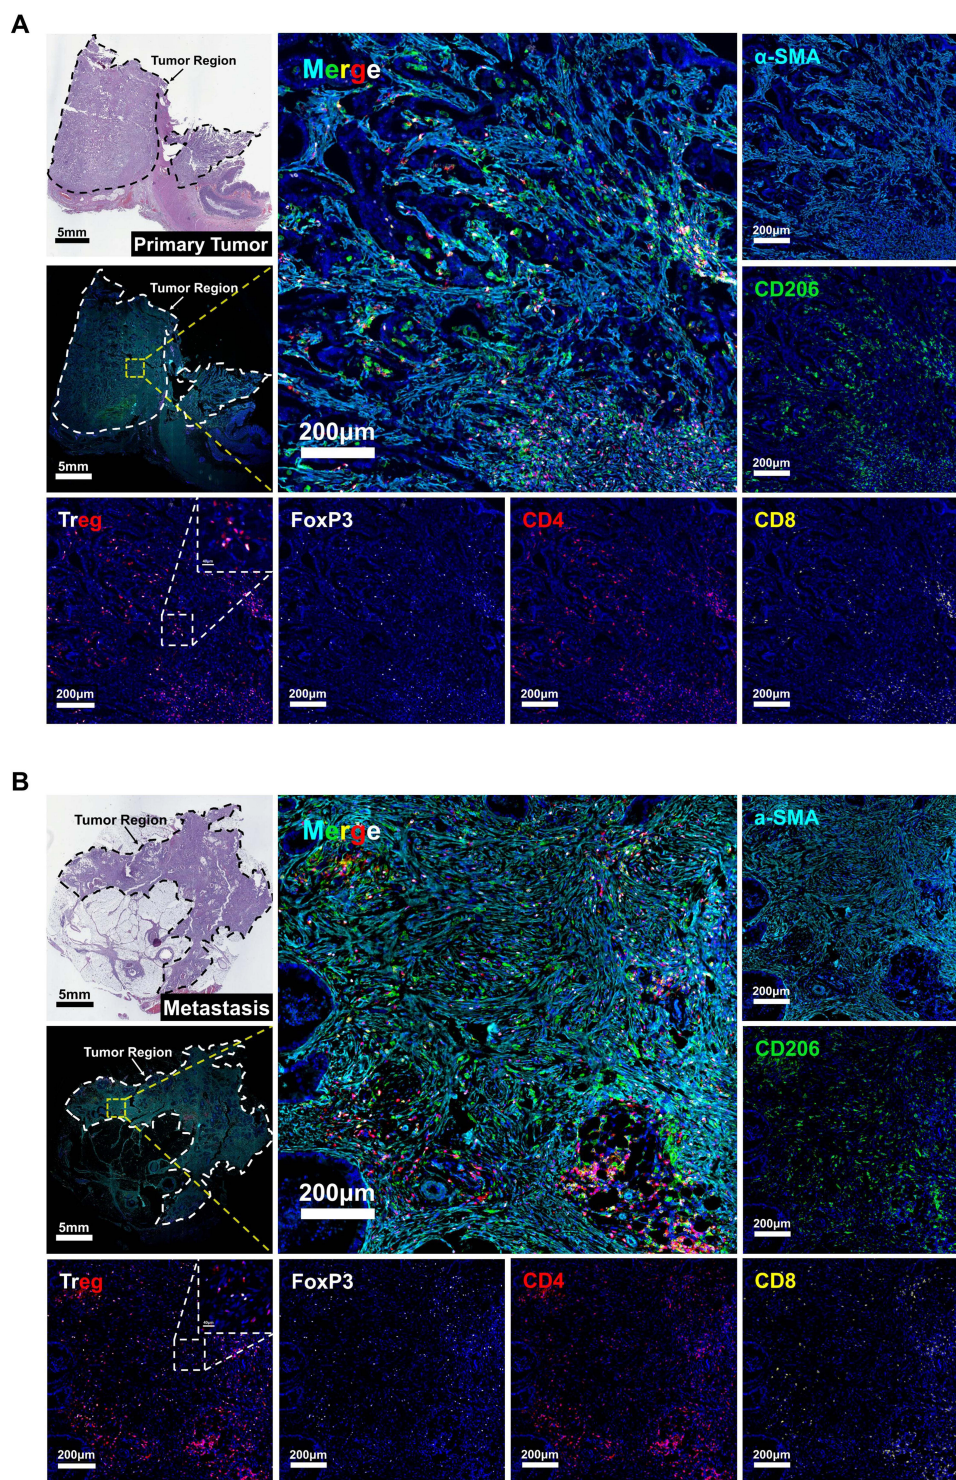 A
Tumor Region
5mm
Primary Tumor
Merge
200µm
α-SMA
200µm
Tumor Region
5mm
CD206
200µm
Treg
40µm
200µm
FoxP3
200µm
CD4
200µm
CD8
200µm
B
Tumor Region
5mm
Metastasis
Merge
200µm
a-SMA
200µm
Tumor Region
5mm
CD206
200µm
Treg
40µm
200µm
FoxP3
200µm
CD4
200µm
CD8
200µm